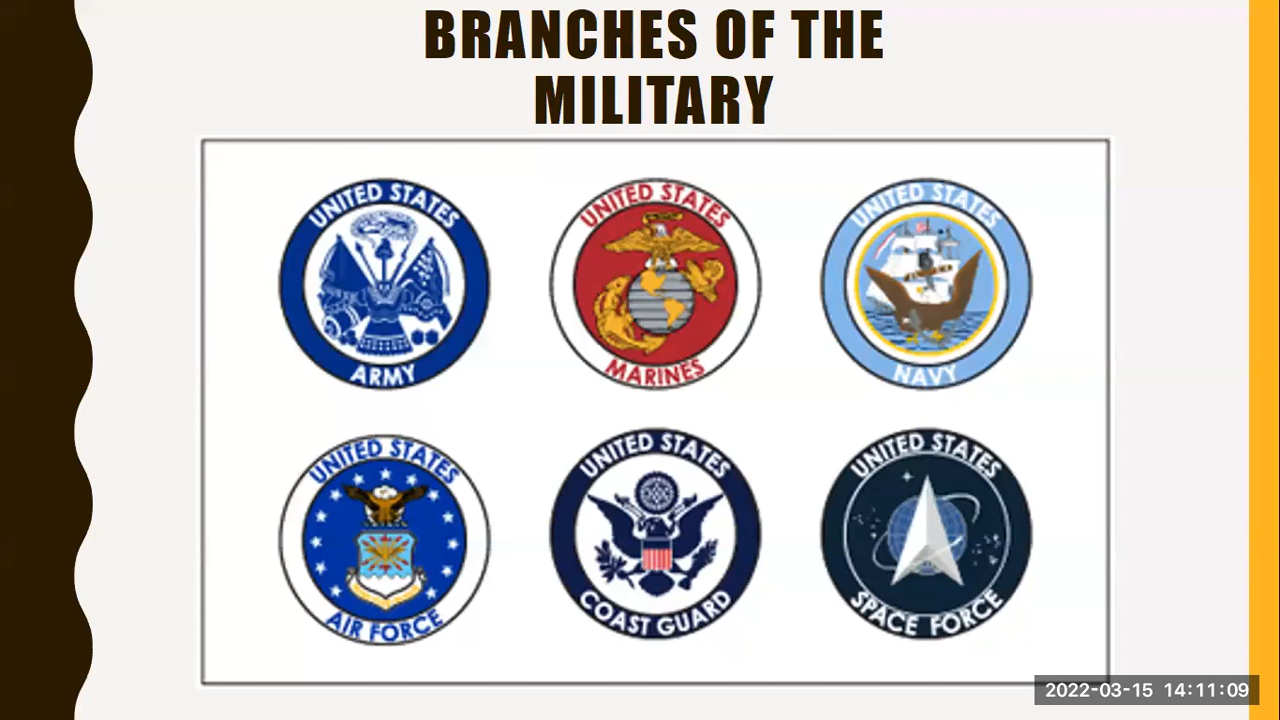 BRANCHES OF THE
MILITARY
UNITED STATES
ARMY
UNITED STATES
MARINES
UNITED STATES
NAVY
UNITED STATES
AIR FORCE
UNITED STATES
COAST GUARD
UNITED STATES
SPACE FORCE
2022-03-15 14:11:09